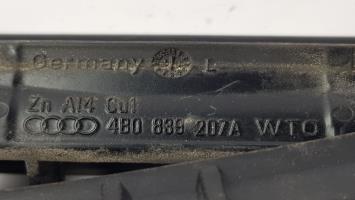 Germany L
Zn Al4 Cu1
4B0 839 207A WTO